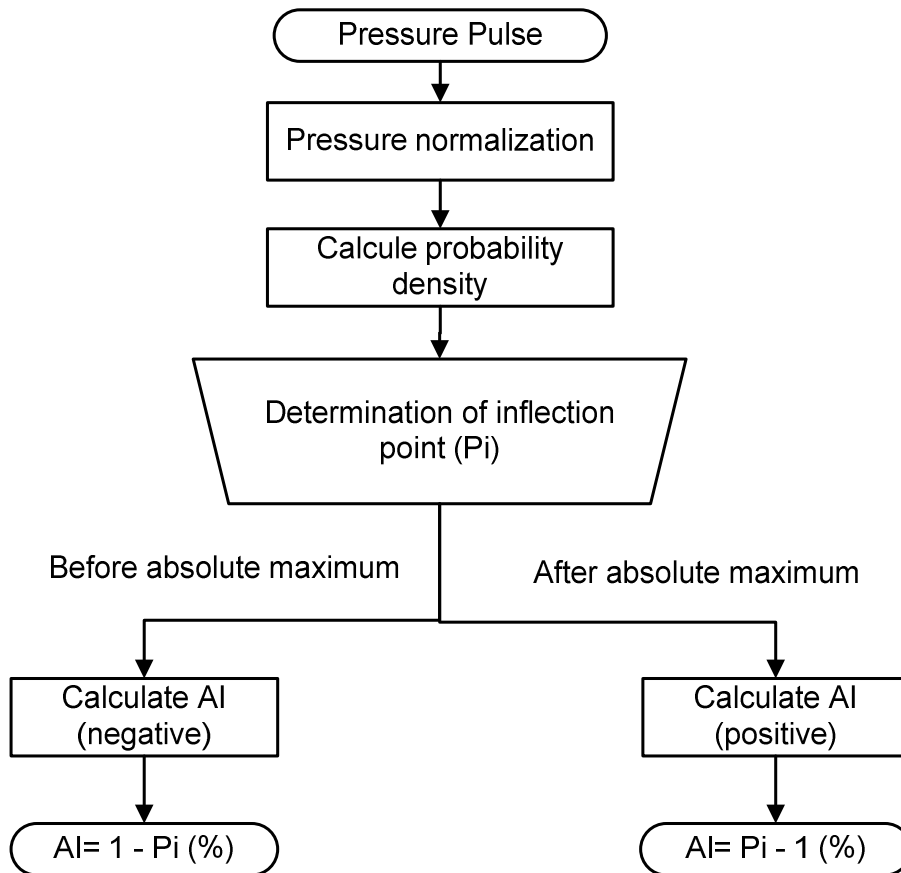 Pressure Pulse
Pressure normalization
Calcule probability
density
Determination of inflection
point (Pi)
Before absolute maximum
After absolute maximum
Calculate AI
(negative)
Calculate AI
(positive)
AI= 1 - Pi (%)
AI= Pi - 1 (%)